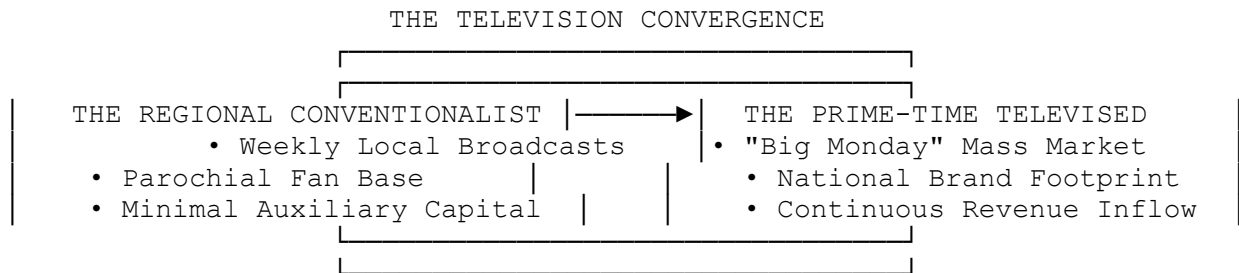 THE TELEVISION CONVERGENCE
THE REGIONAL CONVENTIONALIST THE PRIME-TIME TELEVISED
• Weekly Local Broadcasts • "Big Monday" Mass Market
• Parochial Fan Base • National Brand Footprint
• Minimal Auxiliary Capital • Continuous Revenue Inflow